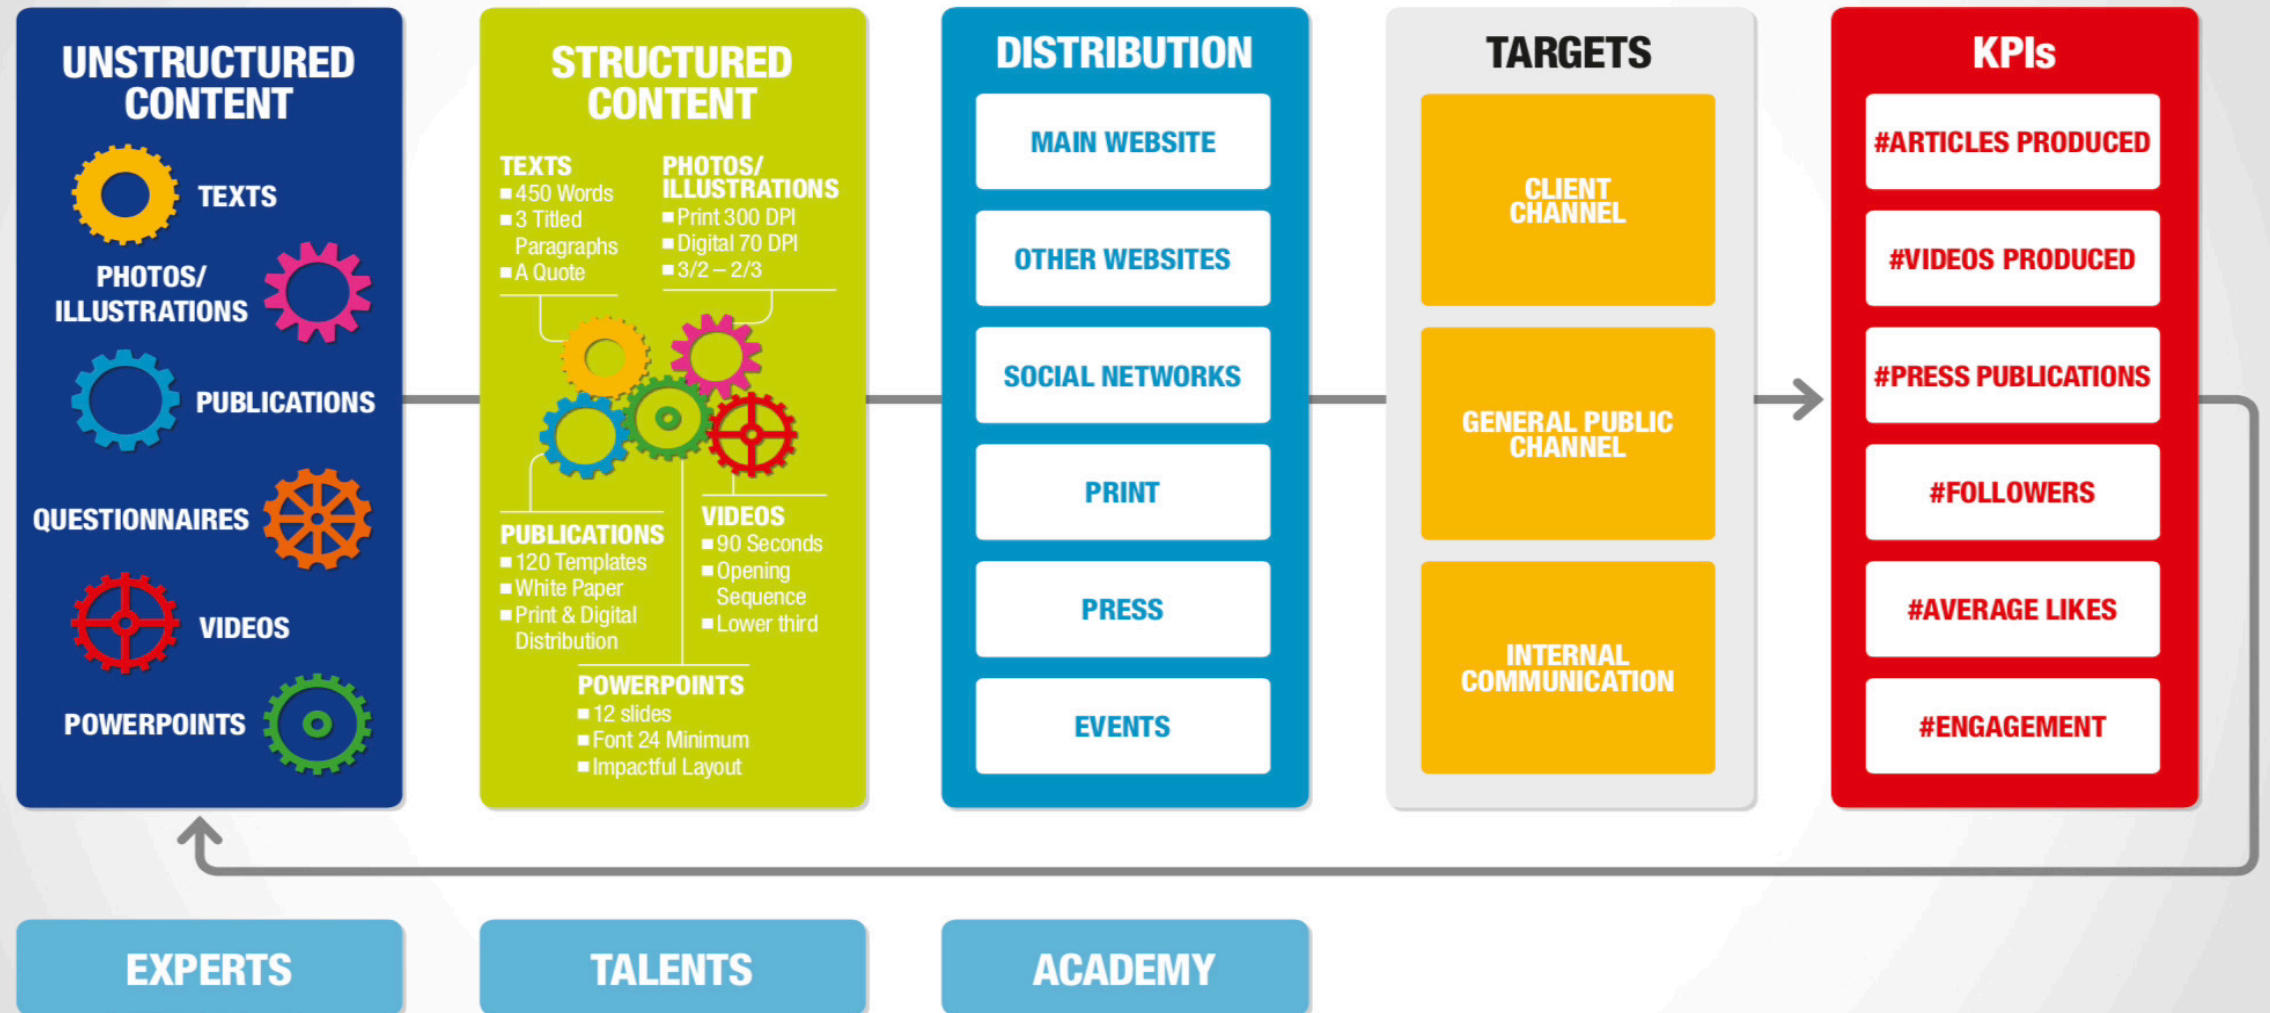 UNSTRUCTURED
CONTENT
TEXTS
PHOTOS/
ILLUSTRATIONS
PUBLICATIONS
QUESTIONNAIRES
VIDEOS
POWERPOINTS
STRUCTURED
CONTENT
TEXTS
■ 450 Words
■ 3 Titled
Paragraphs
■ A Quote
PHOTOS/
ILLUSTRATIONS
■ Print 300 DPI
■ Digital 70 DPI
■ 3/2 – 2/3
PUBLICATIONS
■ 120 Templates
■ White Paper
■ Print & Digital
Distribution
VIDEOS
■ 90 Seconds
■ Opening
Sequence
■ Lower third
POWERPOINTS
■ 12 slides
■ Font 24 Minimum
■ Impactful Layout
DISTRIBUTION
MAIN WEBSITE
OTHER WEBSITES
SOCIAL NETWORKS
PRINT
PRESS
EVENTS
TARGETS
CLIENT
CHANNEL
GENERAL PUBLIC
CHANNEL
INTERNAL
COMMUNICATION
KPIs
#ARTICLES PRODUCED
#VIDEOS PRODUCED
#PRESS PUBLICATIONS
#FOLLOWERS
#AVERAGE LIKES
#ENGAGEMENT
EXPERTS
TALENTS
ACADEMY